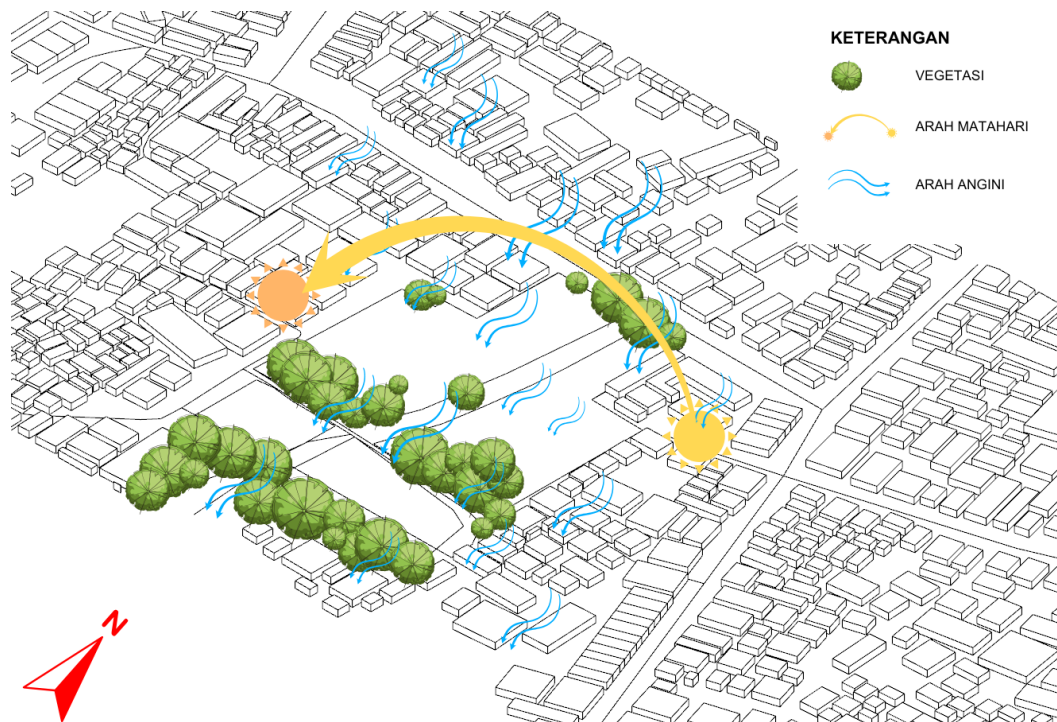 KETERANGAN
VEGETASI
ARAH MATAHARI
ARAH ANGINI
N